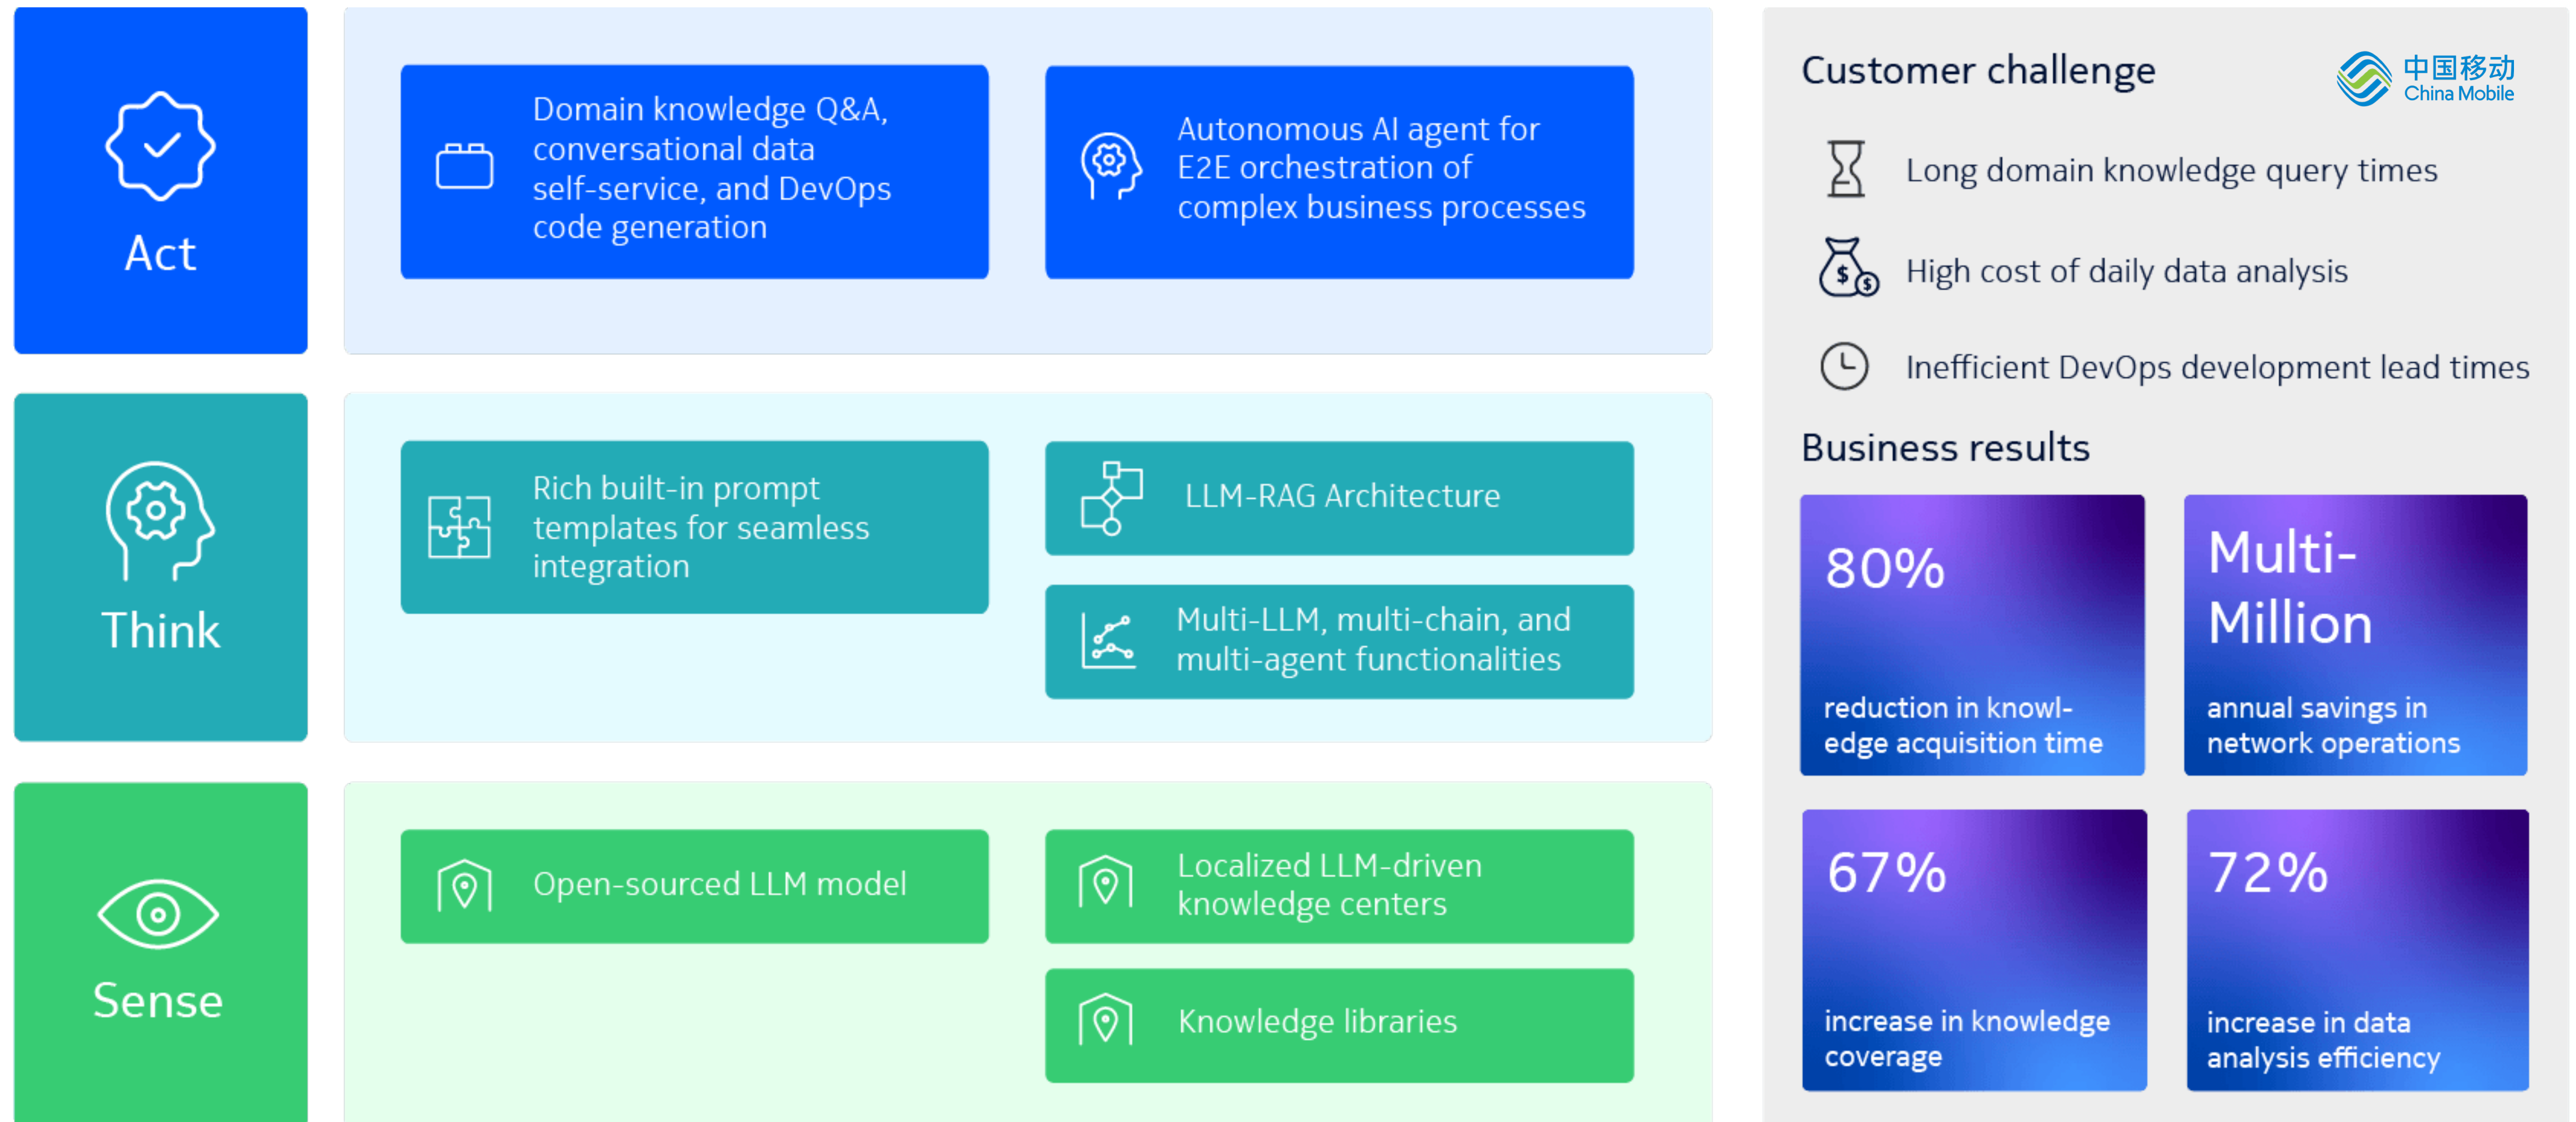 Act
Domain knowledge Q&A,
conversational data
self-service, and DevOps
code generation
Autonomous AI agent for
E2E orchestration of
complex business processes
Think
Rich built-in prompt
templates for seamless
integration
LLM-RAG Architecture
Multi-LLM, multi-chain, and
multi-agent functionalities
Sense
Open-sourced LLM model
Localized LLM-driven
knowledge centers
Knowledge libraries
Customer challenge
中国移动
China Mobile
Long domain knowledge query times
$
$
High cost of daily data analysis
Inefficient DevOps development lead times
Business results
80%
reduction in knowl-
edge acquisition time
Multi-
Million
annual savings in
network operations
67%
increase in knowledge
coverage
72%
increase in data
analysis efficiency